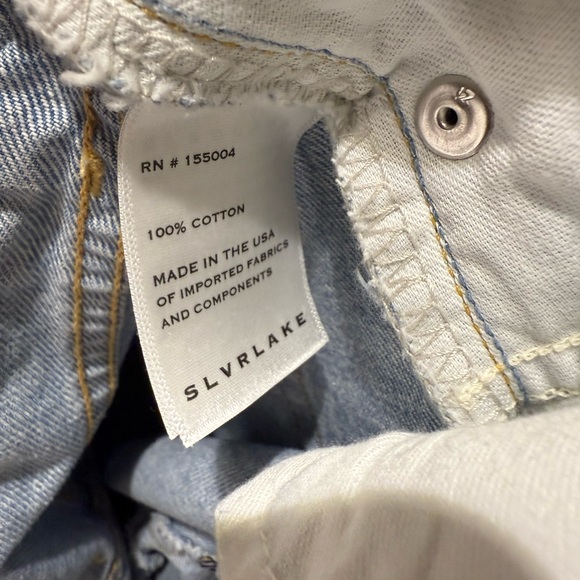 RN # 155004
100% COTTON
MADE IN THE USA
OF IMPORTED FABRICS
AND COMPONENTS
SLVRLAKE